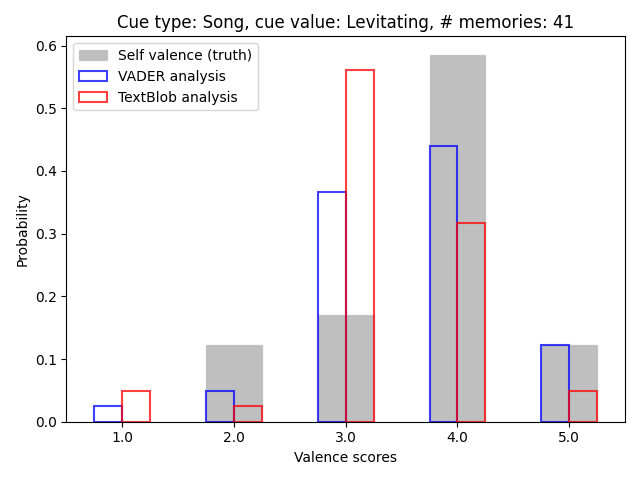 Cue type: Song, cue value: Levitating, # memories: 41
Self valence (truth)
VADER analysis
TextBlob analysis
Probability
0.6
0.5
0.4
0.3
0.2
0.1
0.0
1.0 2.0 3.0 4.0 5.0
Valence scores